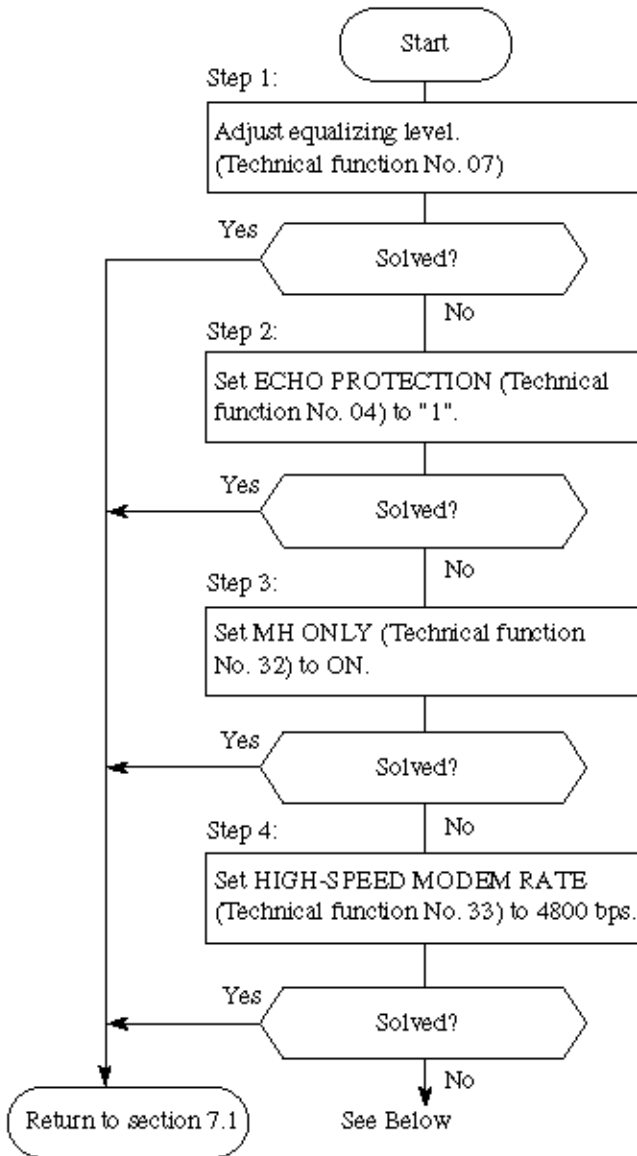 Start
Step 1:
Adjust equalizing level.
(Technical function No. 07)
Yes
Solved?
No
Step 2:
Set ECHO PROTECTION (Technical
function No. 04) to "1".
Yes
Solved?
No
Step 3:
Set MH ONLY (Technical function
No. 32) to ON.
Yes
Solved?
No
Step 4:
Set HIGH-SPEED MODEM RATE
(Technical function No. 33) to 4800 bps.
Yes
Solved?
No
Return to section 7.1
See Below